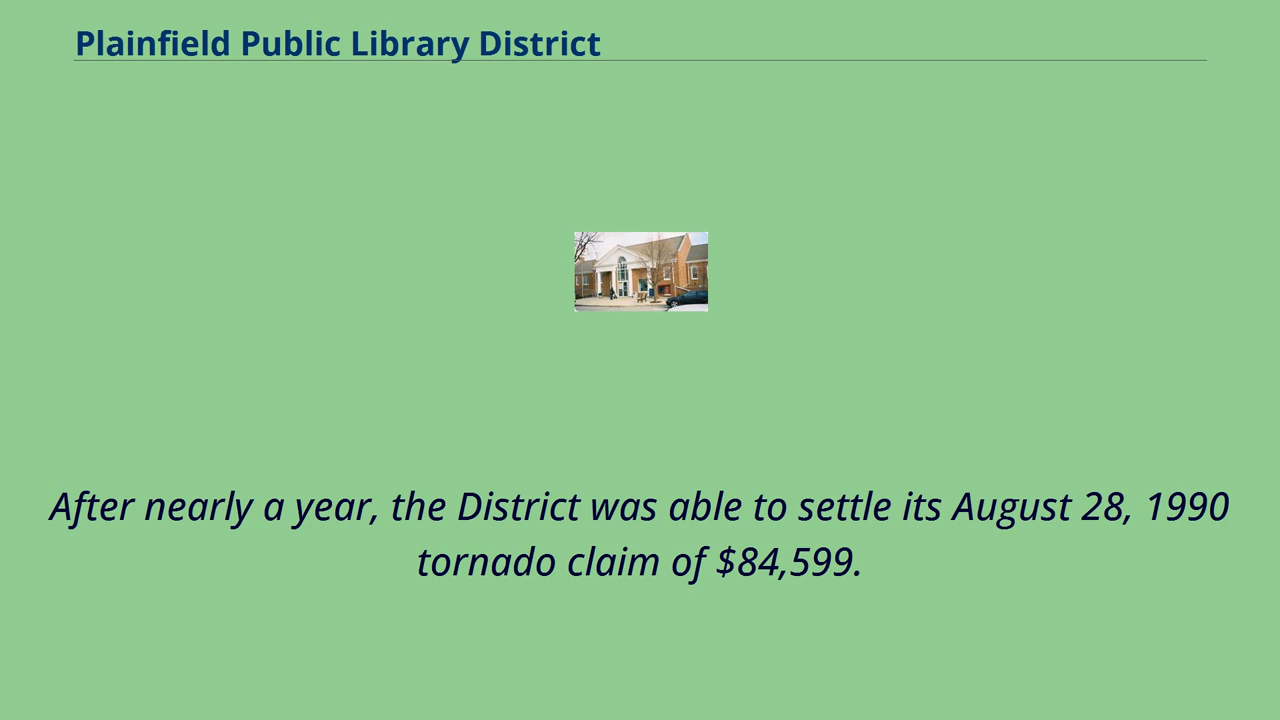 Plainfield Public Library District
After nearly a year, the District was able to settle its August 28, 1990
tornado claim of $84,599.